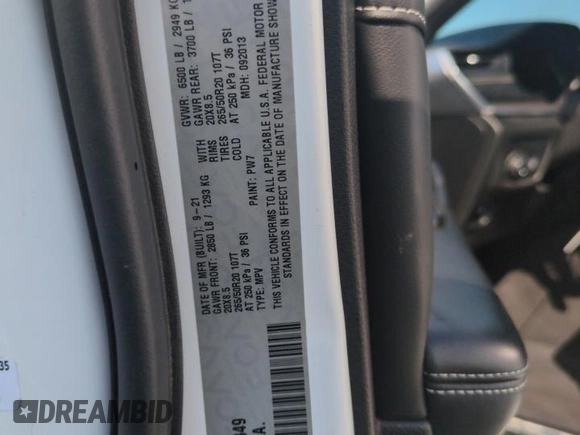 DATE OF MFR (BUILT): 9-21 GVWR: 6500 LB / 2949 KG
GAWR FRONT: 2850 LB / 1293 KG WITH GAWR REAR: 3700 LB /
20X8.5 RIMS 20X8.5
265/50R20 107T TIRES 265/50R20 107T
AT 250 kPa / 36 PSI COLD AT 250 kPa / 36 PSI
TYPE: MPV PAINT: PW7 MDH: 092013
THIS VEHICLE CONFORMS TO ALL APPLICABLE U.S.A. FEDERAL MOTOR
STANDARDS IN EFFECT ON THE DATE OF MANUFACTURE SHOW
649
A.
35
RIDERBID